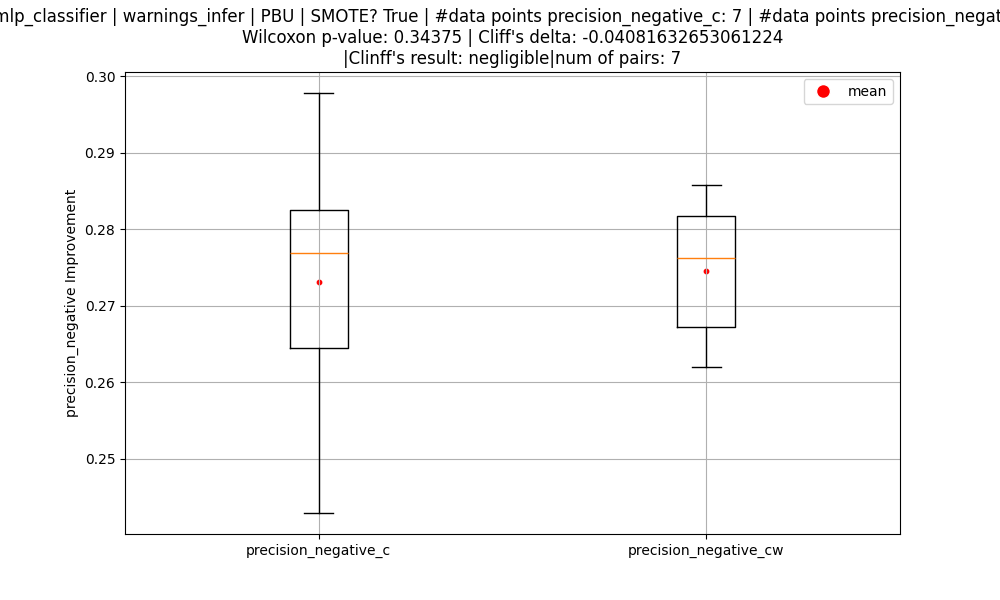 mlp_classifier | warnings_infer | PBU | SMOTE? True | #data points precision_negative_c: 7 | #data points
Wilcoxon p-value: 0.34375 | Cliff's delta: -0.04081632653061224
|Clinff's result: negligible|num of pairs: 7
mean
0.30
0.29
0.28
0.27
0.26
0.25
precision_negative Improvement
precision_negative_c
precision_negative_cw